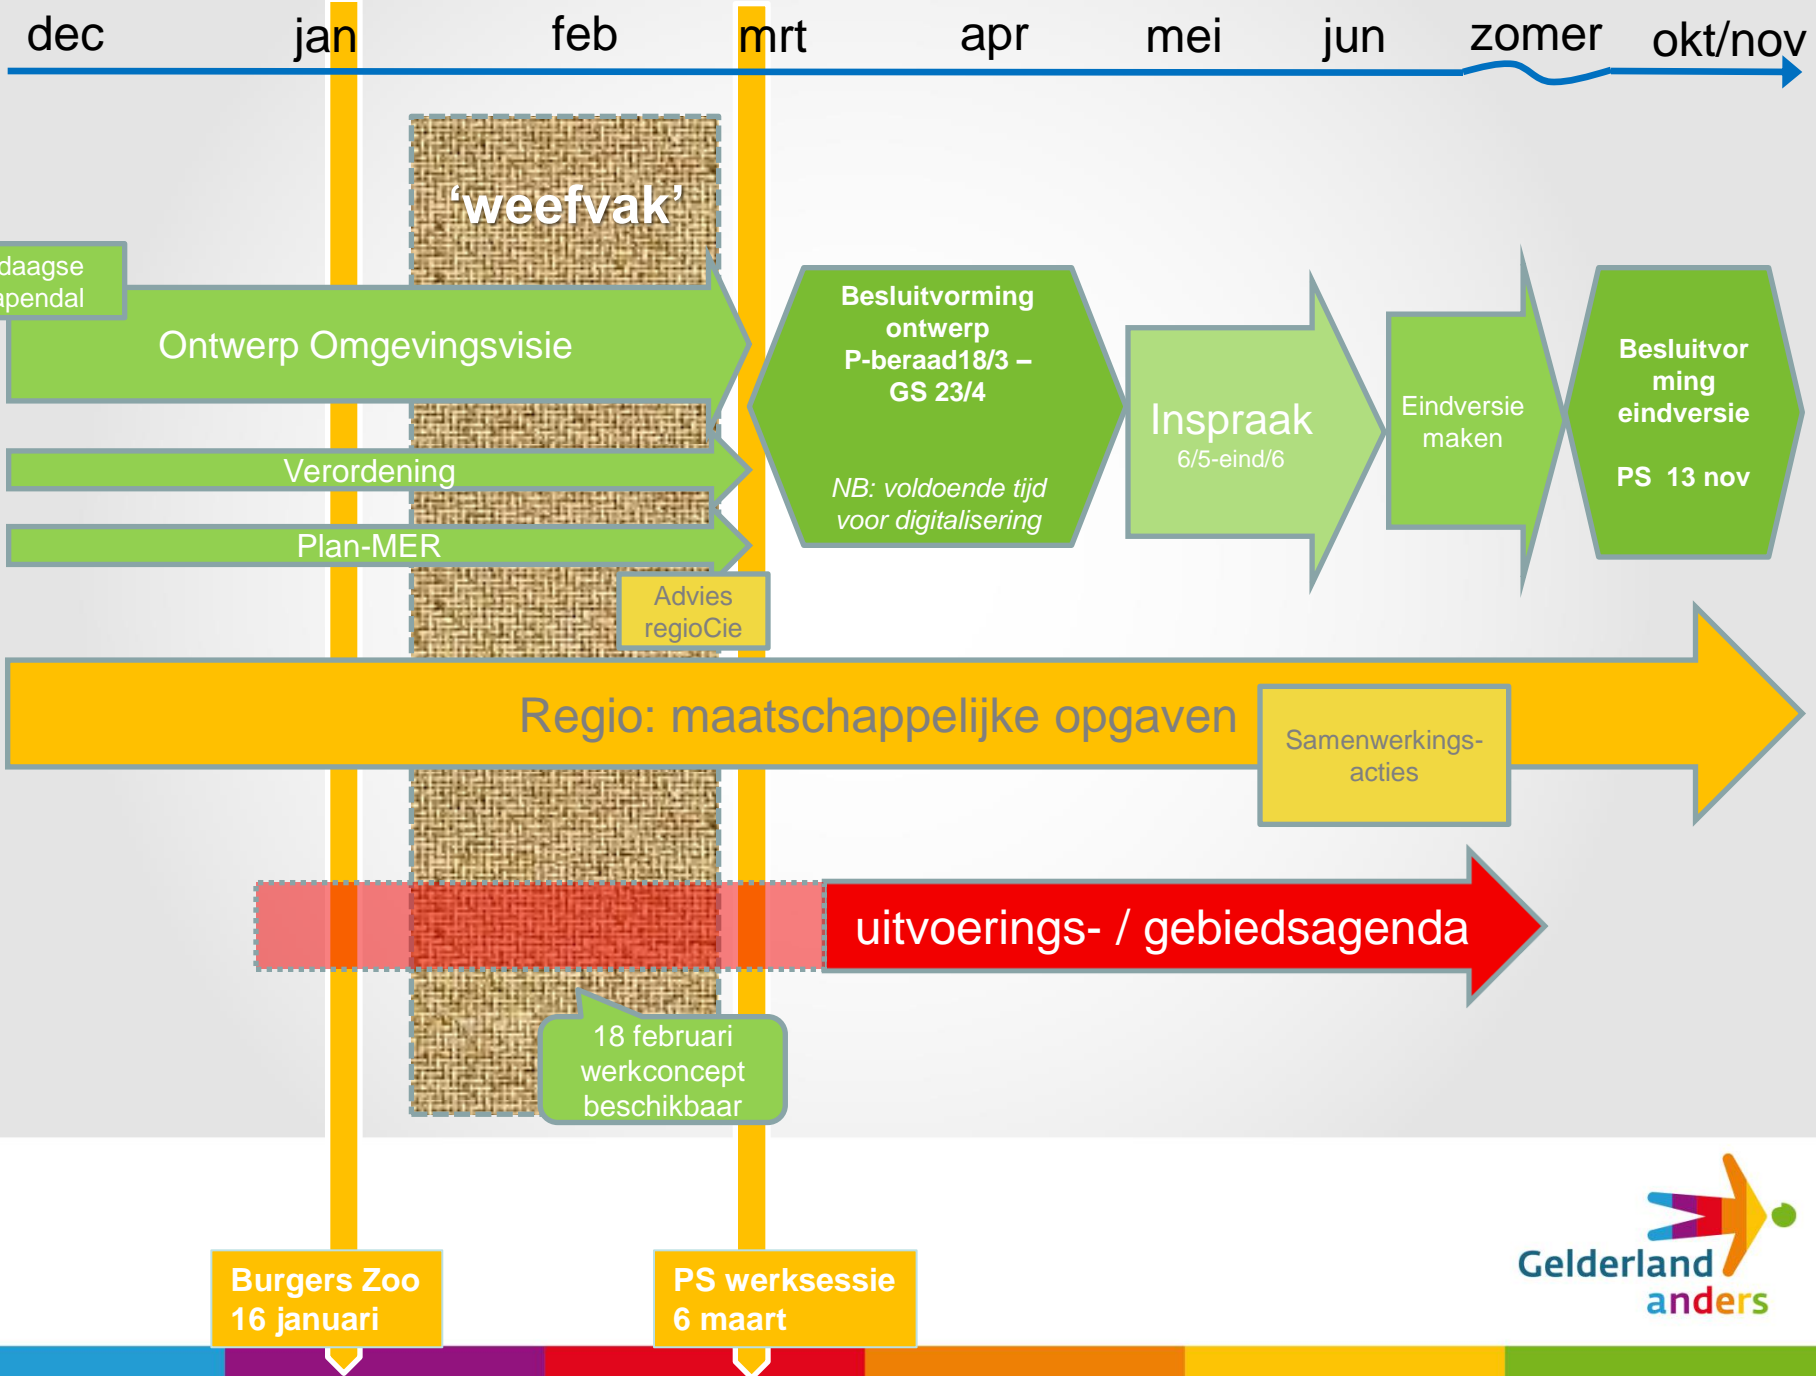 dec jan feb mrt apr mei jun zomer okt/nov
‘weefvak’
daagse
apendal
Ontwerp Omgevingsvisie
Verordening
Plan-MER
Besluitvorming
ontwerp
P-beraad18/3 –
GS 23/4
NB: voldoende tijd
voor digitalisering
Inspraak
6/5-eind/6
Eindversie
maken
Besluitvor
ming
eindversie
PS 13 nov
Advies
regioCie
Regio: maatschappelijke opgaven
Samenwerkings-
acties
uitvoerings- / gebiedsagenda
18 februari
werkconcept
beschikbaar
Burgers Zoo
16 januari
PS werksessie
6 maart
Gelderland
anders